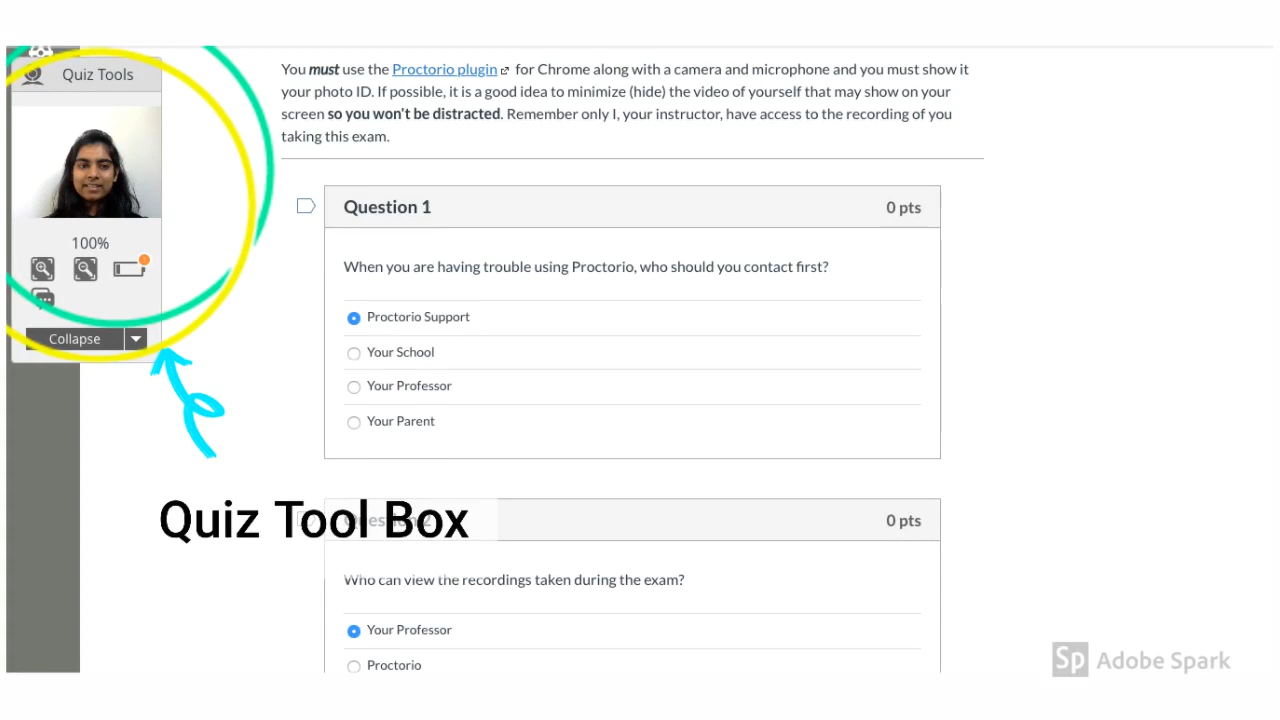 Quiz Tools
100%
Collapse
You must use the Proctorio plugin for Chrome along with a camera and microphone and you must show it
your photo ID. If possible, it is a good idea to minimize (hide) the video of yourself that may show on your
screen so you won't be distracted. Remember only I, your instructor, have access to the recording of you
taking this exam.
Question 1 0 pts
When you are having trouble using Proctorio, who should you contact first?
Proctorio Support
Your School
Your Professor
Your Parent
Quiz Tool Box
Question 2 0 pts
Who can view the recordings taken during the exam?
Your Professor
Proctorio
Sp Adobe Spark